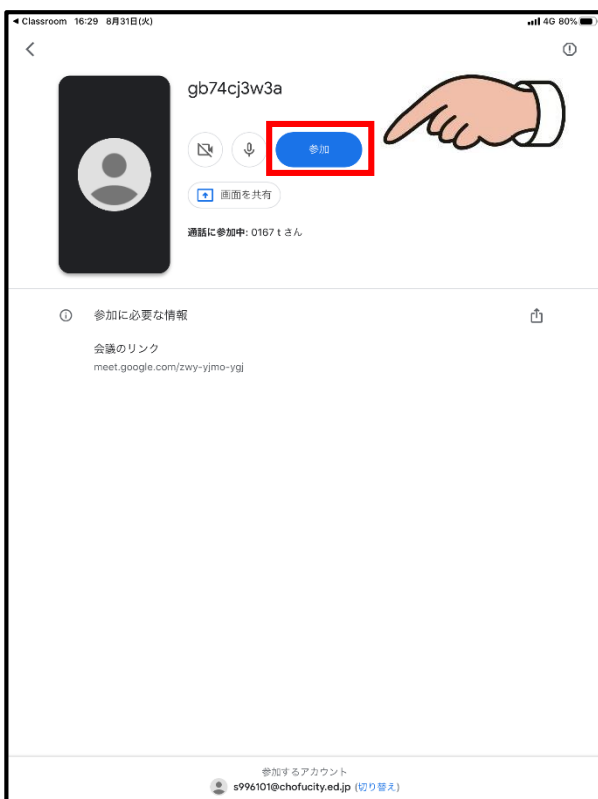 ◀ Classroom 16:29 8月31日(火) 4G 80%
gb74cj3w3a
参加
画面を共有
通話に参加中: 0167 t さん
参加に必要な情報
会議のリンク
meet.google.com/zwy-yjmo-ygj
参加するアカウント
s996101@chofucity.ed.jp (切り替え)